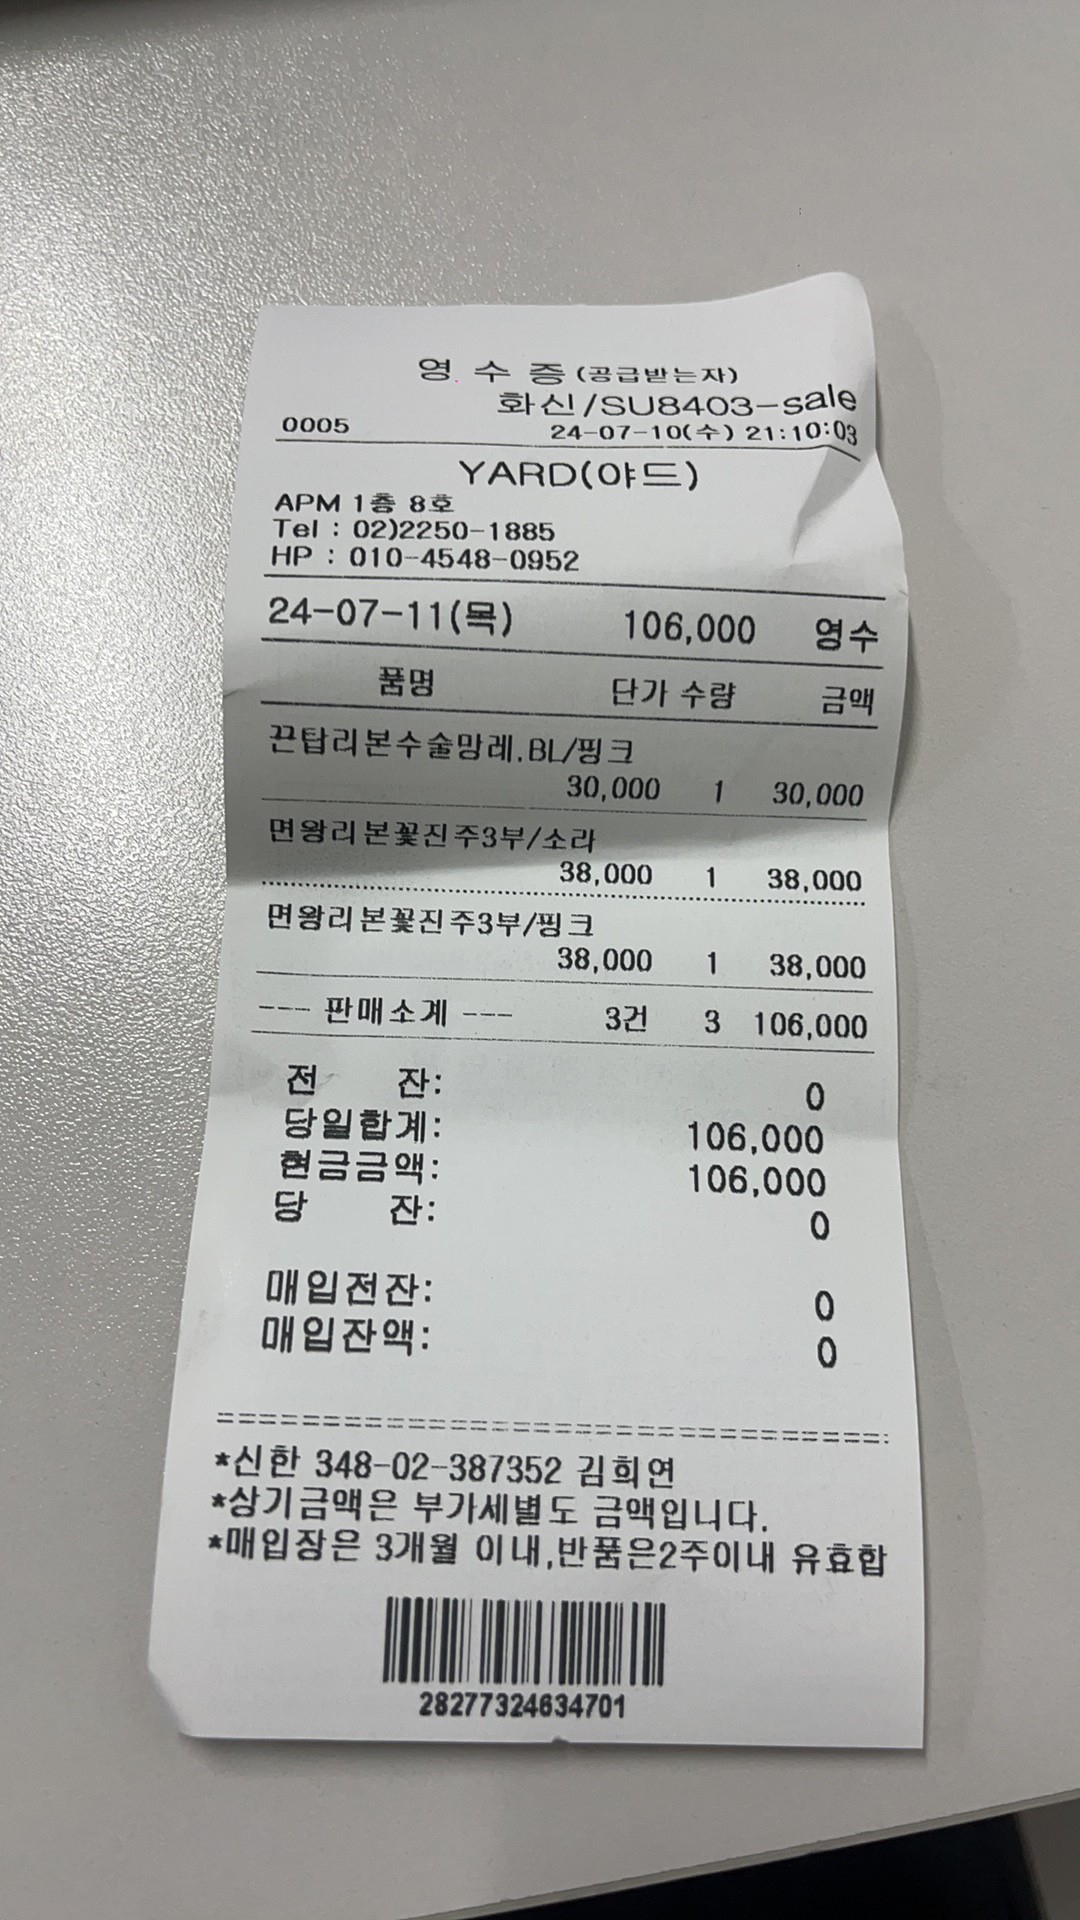 영 수 증 (공급받는자)
화신/SU8403-sale
0005 24-07-10(수) 21:10:03
YARD(야드)
APM 1층 8호
Tel : 02)2250-1885
HP : 010-4548-0952
24-07-11(목) 106,000 영수
품명 단가 수량 금액
끈탑리본수술망레.BL/핑크
30,000 1 30,000
면왕리본꽃진주3부/소라
38,000 1 38,000
면왕리본꽃진주3부/핑크
38,000 1 38,000
--- 판매소계 --- 3건 3 106,000
전 잔: 0
당일합계: 106,000
현금금액: 106,000
당 잔: 0
매입전잔: 0
매입잔액: 0
================================
*신한 348-02-387352 김희연
*상기금액은 부가세별도 금액입니다.
*매입장은 3개월 이내,반품은2주이내 유효합
28277324634701